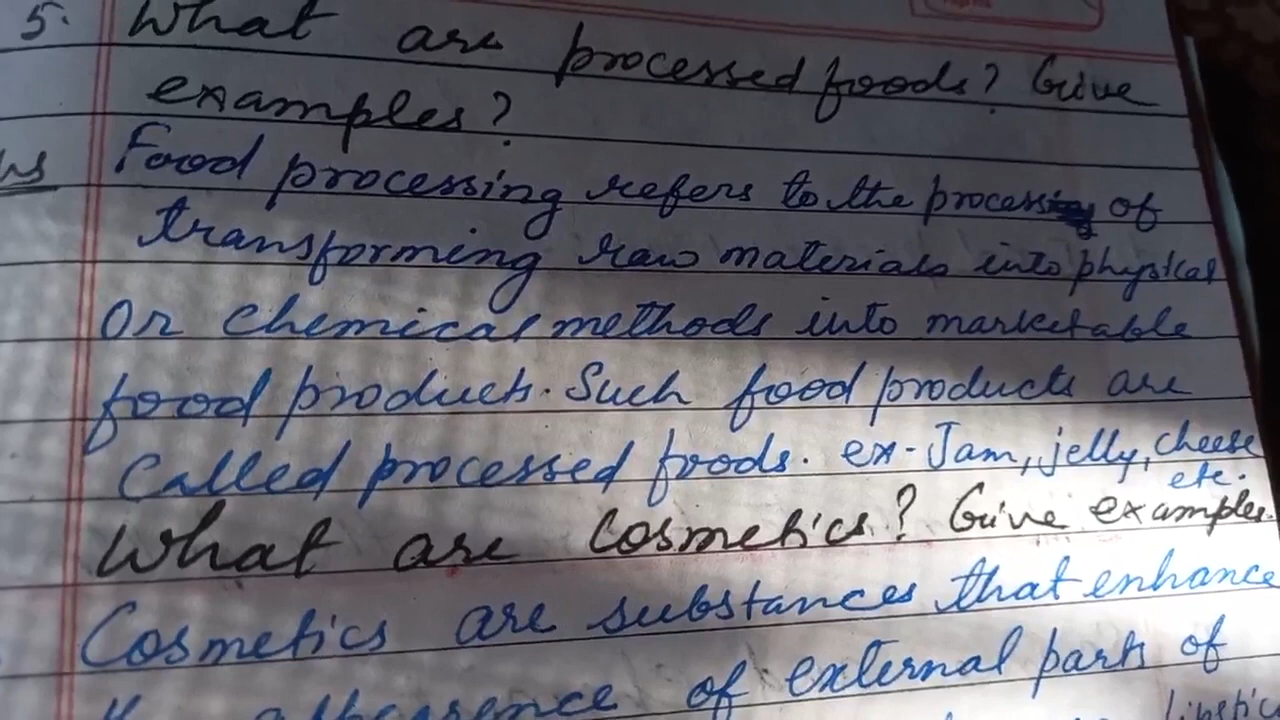 5. What are processed foods? Give
examples?
Ans Food processing refers to the process of
transforming raw materials into physical
or chemical methods into marketable
food products. Such food products are
called processed foods. ex- Jam, jelly, cheese
etc.
What are Cosmetics? Give examples.
Cosmetics are substances that enhance
of external parts of